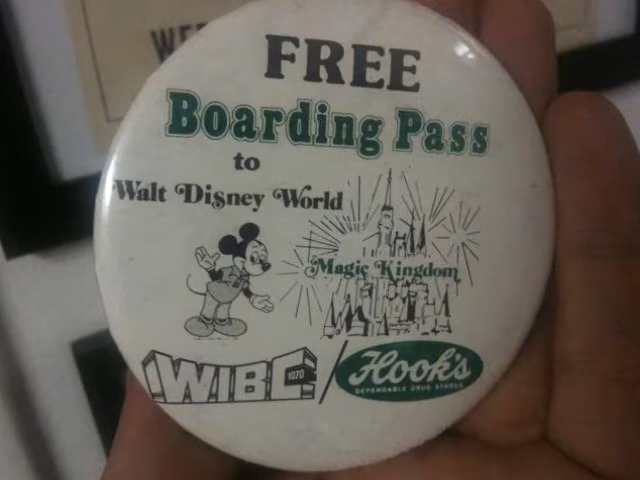 FREE
Boarding Pass
to
Walt Disney World
Magic Kingdom
WIBC 1070 / Hook's
DEPENDABLE DRUG STORES